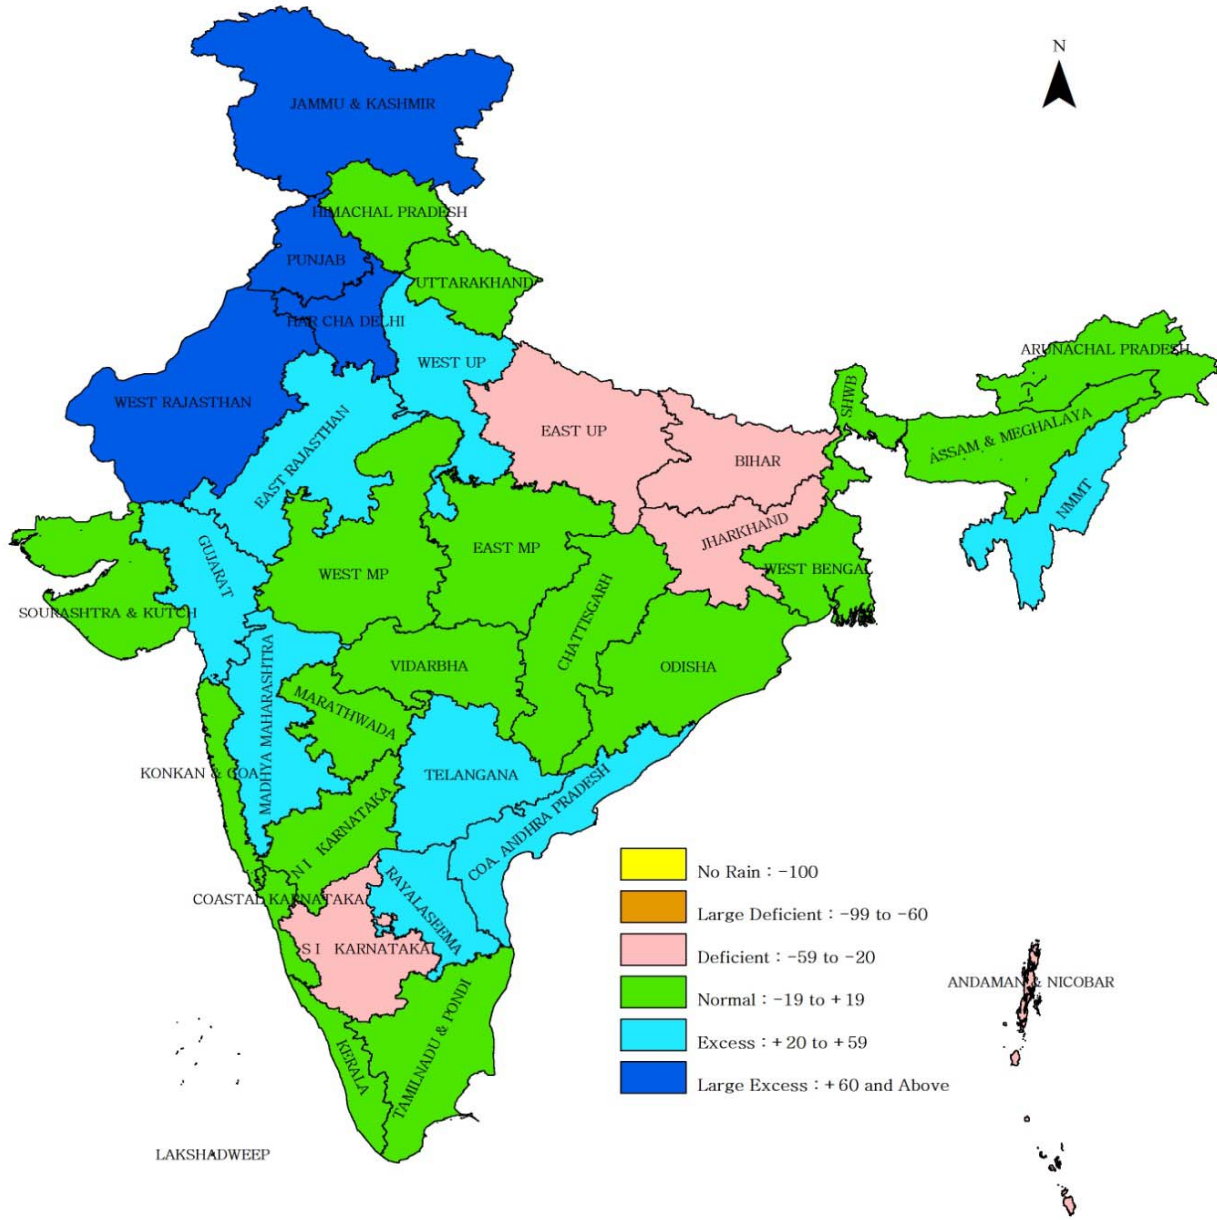 N
JAMMU & KASHMIR
HIMACHAL PRADESH
PUNJAB
UTTARAKHAND
HAR CHA DELHI
WEST UP
ARUNACHAL PRADESH
WEST RAJASTHAN
SHWB
EAST RAJASTHAN
EAST UP
ASSAM & MEGHALAYA
BIHAR
NMMT
JHARKHAND
GUJARAT
EAST MP
WEST MP
WEST BENGAL
SOURASHTRA & KUTCH
CHATTISGARH
VIDARBHA
ODISHA
MADHYA MAHARASHTRA
MARATHWADA
KONKAN & GOA
TELANGANA
COA. ANDHRA PRADESH
N I KARNATAKA
No Rain : -100
COASTAL KARNATAKA
RAYALASEEMA
Large Deficient : -99 to -60
S I KARNATAKA
Deficient : -59 to -20
ANDAMAN & NICOBAR
Normal : -19 to +19
KERALA
TAMILNADU & PONDI
Excess : +20 to +59
Large Excess : +60 and Above
LAKSHADWEEP